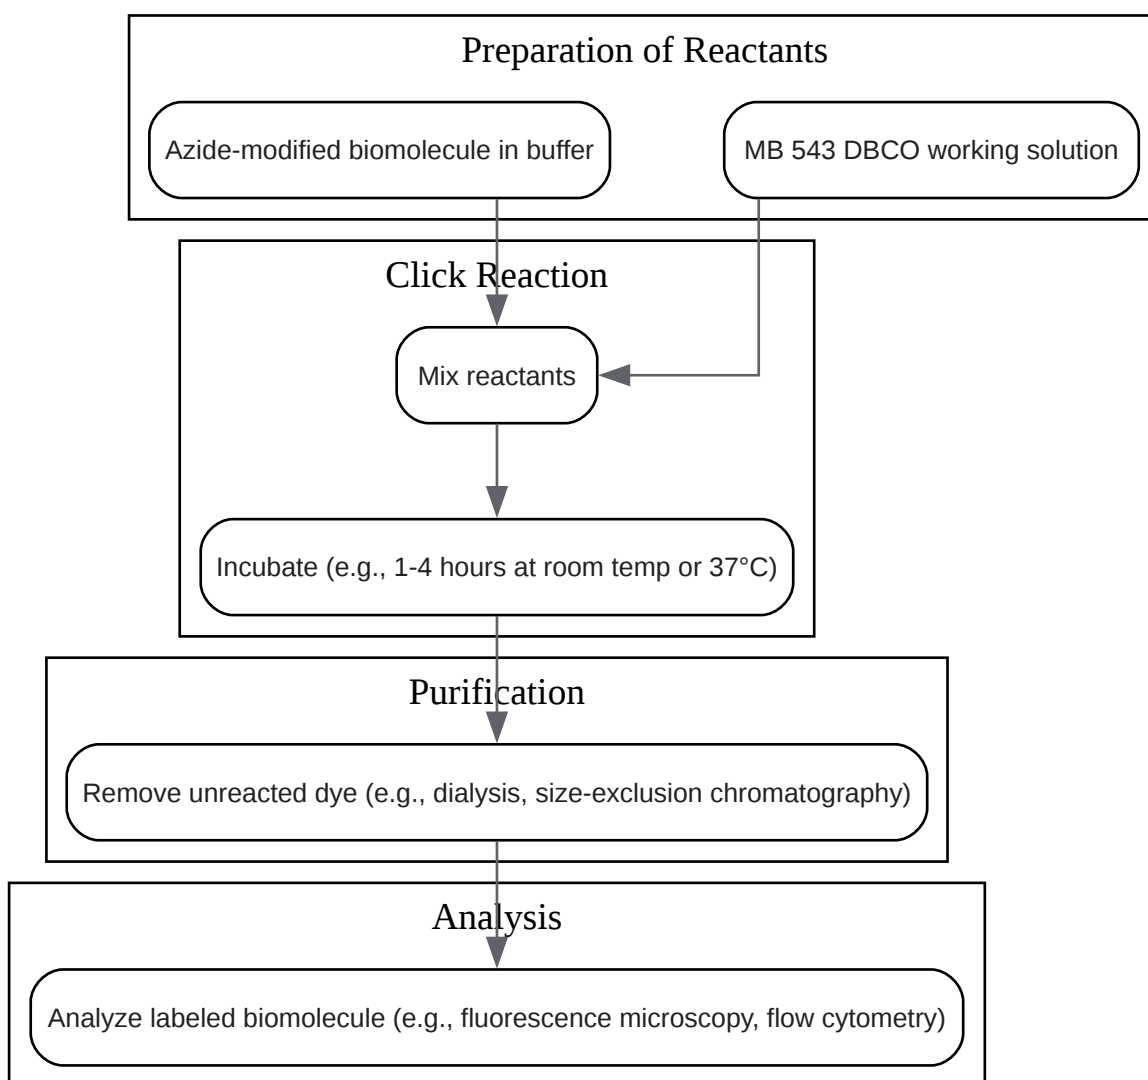 Preparation of Reactants
Azide-modified biomolecule in buffer
MB 543 DBCO working solution
Click Reaction
Mix reactants
Incubate (e.g., 1-4 hours at room temp or 37°C)
Purification
Remove unreacted dye (e.g., dialysis, size-exclusion chromatography)
Analysis
Analyze labeled biomolecule (e.g., fluorescence microscopy, flow cytometry)